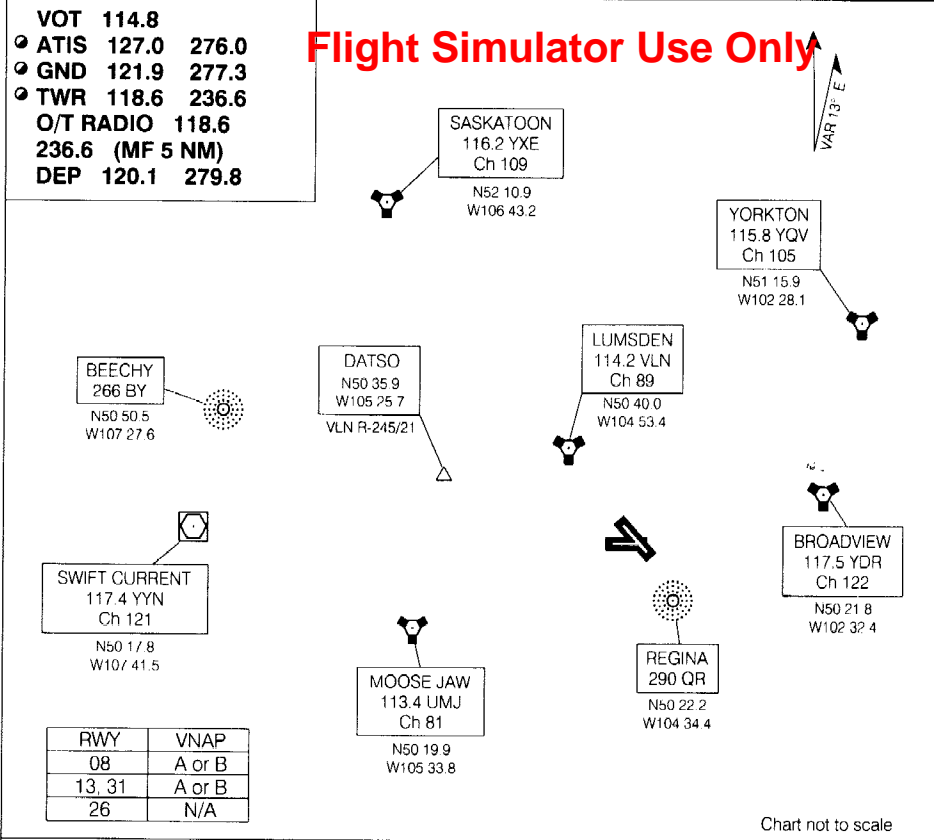 VOT 114.8
ATIS 127.0 276.0
GND 121.9 277.3
TWR 118.6 236.6
O/T RADIO 118.6
236.6 (MF 5 NM)
DEP 120.1 279.8
Flight Simulator Use Only
VAR 13° E
SASKATOON
116.2 YXE
Ch 109
N52 10.9
W106 43.2
YORKTON
115.8 YQV
Ch 105
N51 15.9
W102 28.1
LUMSDEN
114.2 VLN
Ch 89
N50 40.0
W104 53.4
DATSO
N50 35.9
W105 25.7
VLN R-245/21
BEECHY
266 BY
N50 50.5
W107 27.6
SWIFT CURRENT
117.4 YYN
Ch 121
N50 17.8
W107 41.5
BROADVIEW
117.5 YDR
Ch 122
N50 21.8
W102 32.4
MOOSE JAW
113.4 UMJ
Ch 81
N50 19.9
W105 33.8
REGINA
290 QR
N50 22.2
W104 34.4
RWY VNAP
08 A or B
13, 31 A or B
26 N/A
Chart not to scale